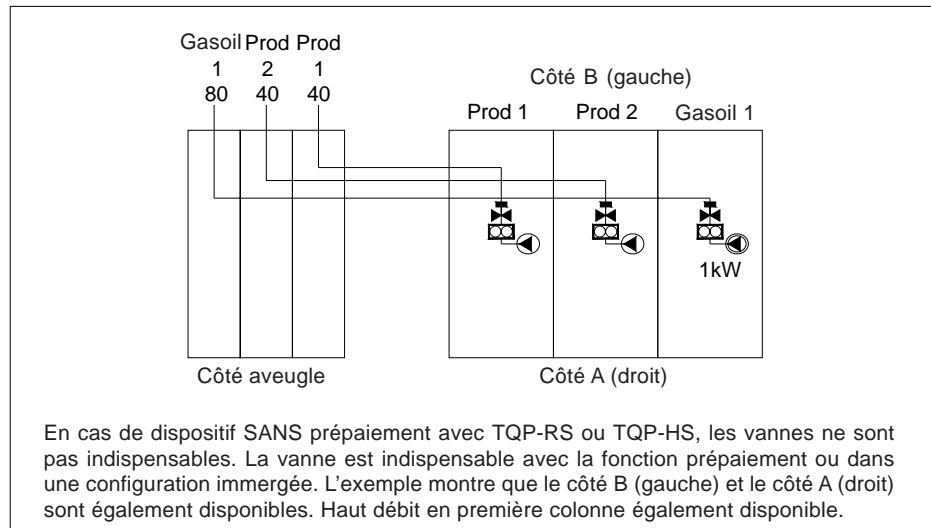 Gasoil Prod Prod
1 2 1
80 40 40
Côté B (gauche)
Prod 1 Prod 2 Gasoil 1
1kW
Côté aveugle
Côté A (droit)
En cas de dispositif SANS prépaiement avec TQP-RS ou TQP-HS, les vannes ne sont
pas indispensables. La vanne est indispensable avec la fonction prépaiement ou dans
une configuration immergée. L'exemple montre que le côté B (gauche) et le côté A (droit)
sont également disponibles. Haut débit en première colonne également disponible.